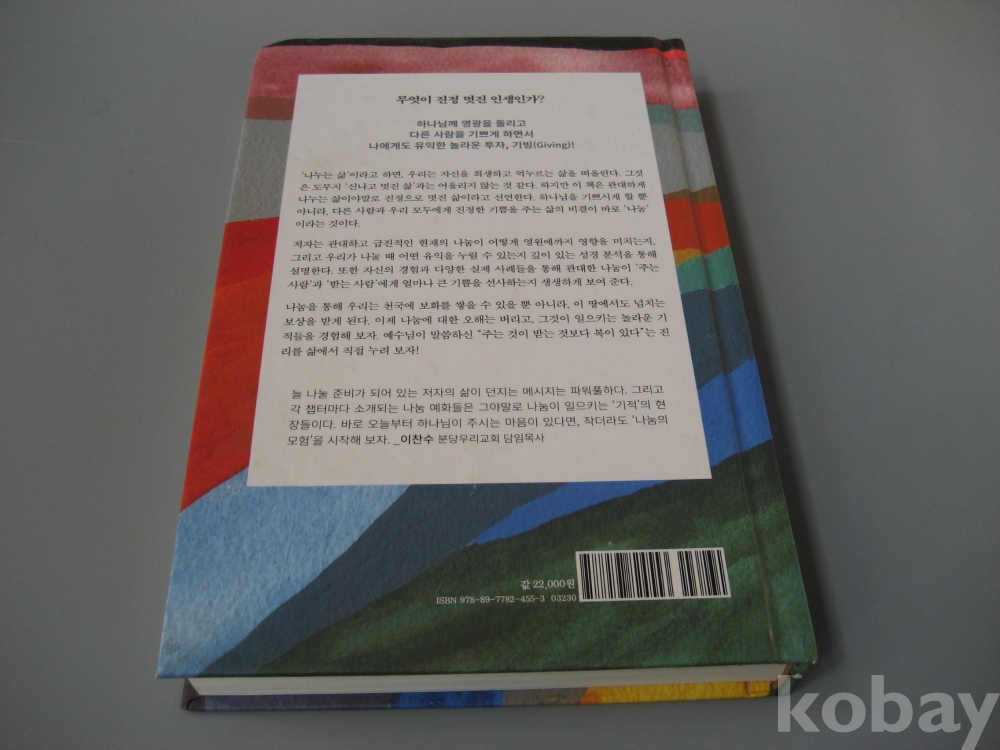 무엇이 진정 멋진 인생인가?
하나님께 영광을 돌리고
다른 사람을 기쁘게 하면서
나에게도 유익한 놀라운 투자, 기빙(Giving)!
'나누는 삶'이라고 하면, 우리는 자신을 희생하고 억누르는 삶을 떠올린다. 그것
은 도무지 '신나고 멋진 삶'과는 어울리지 않는 것 같다. 하지만 이 책은 관대하게
나누는 삶이야말로 진정으로 멋진 삶이라고 선언한다. 하나님을 기쁘시게 할 뿐
아니라, 다른 사람과 우리 모두에게 진정한 기쁨을 주는 삶의 비결이 바로 '나눔'
이라는 것이다.
저자는 관대하고 급진적인 현재의 나눔이 어떻게 영원에까지 영향을 미치는지,
그리고 우리가 나눌 때 어떤 유익을 누릴 수 있는지 깊이 있는 성경 분석을 통해
설명한다. 또한 자신의 경험과 다양한 실제 사례들을 통해 관대한 나눔이 '주는
사람'과 '받는 사람'에게 얼마나 큰 기쁨을 선사하는지 생생하게 보여 준다.
나눔을 통해 우리는 천국에 보화를 쌓을 수 있을 뿐 아니라, 이 땅에서도 넘치는
보상을 받게 된다. 이제 나눔에 대한 오해는 버리고, 그것이 일으키는 놀라운 기
적들을 경험해 보자. 예수님이 말씀하신 "주는 것이 받는 것보다 복이 있다"는 진
리를 삶에서 직접 누려 보자!
늘 나눌 준비가 되어 있는 저자의 삶이 던지는 메시지는 파워풀하다. 그리고
각 챕터마다 소개되는 나눔 예화들은 그야말로 나눔이 일으키는 '기적'의 현
장들이다. 바로 오늘부터 하나님이 주시는 마음이 있다면, 작더라도 '나눔의
모험'을 시작해 보자. _이찬수 분당우리교회 담임목사
값 22,000원
ISBN 978-89-7782-455-3 03230
kobay